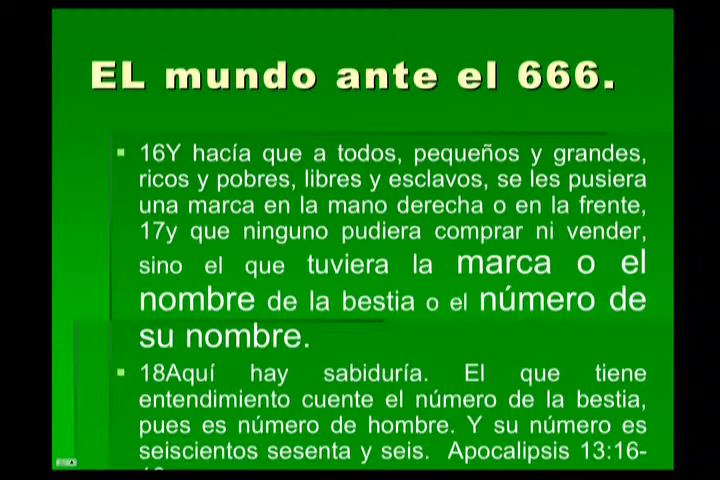 EL mundo ante el 666.
16Y hacía que a todos, pequeños y grandes,
ricos y pobres, libres y esclavos, se les pusiera
una marca en la mano derecha o en la frente,
17y que ninguno pudiera comprar ni vender,
sino el que tuviera la marca o el
nombre de la bestia o el número de
su nombre.
18Aquí hay sabiduría. El que tiene
entendimiento cuente el número de la bestia,
pues es número de hombre. Y su número es
seiscientos sesenta y seis. Apocalipsis 13:16-